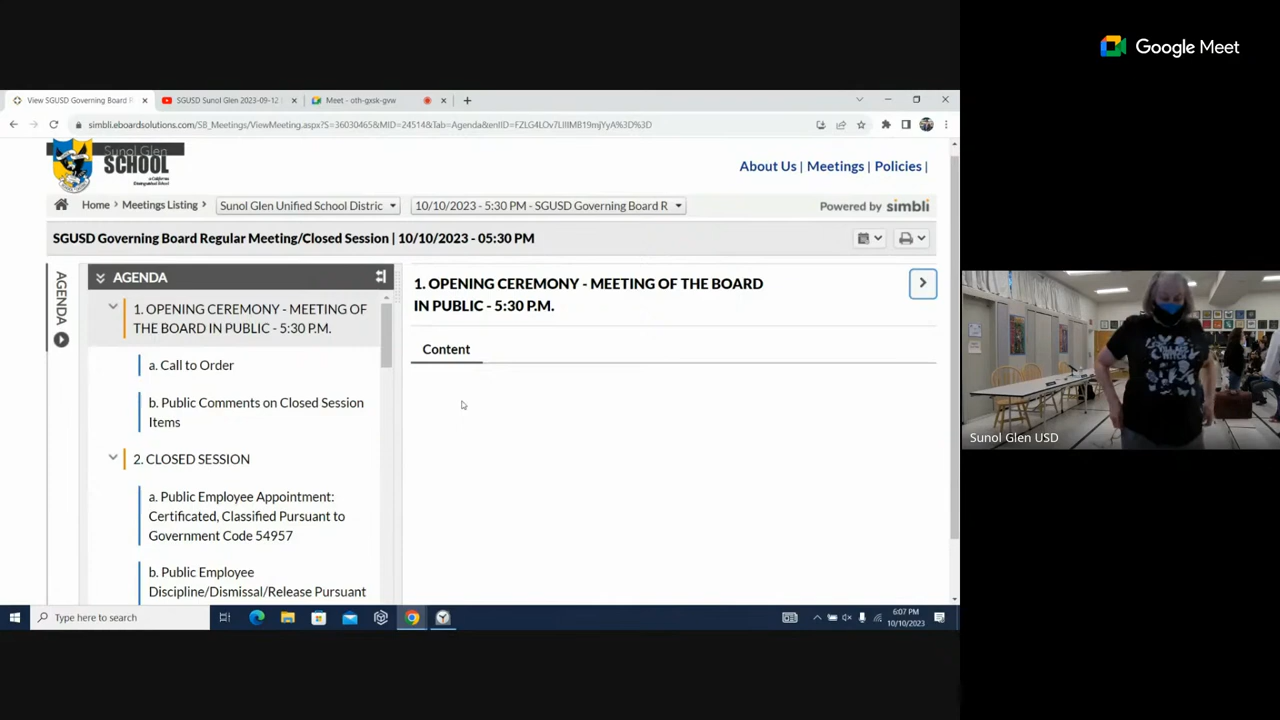 Google Meet
View SGUSD Governing Board R
SGUSD Sunol Glen 2023-09-12
Meet - oth-gxsk-gvw
simbli.eboardsolutions.com/SB_Meetings/ViewMeeting.aspx?S=36030465&MID=24514&Tab=Agenda&enIID=FZLG4LOv7LIIIMB19mjYyA%3D%3D
Sunol Glen
SCHOOL
About Us | Meetings | Policies |
Home > Meetings Listing >
Sunol Glen Unified School Distric
10/10/2023 - 5:30 PM - SGUSD Governing Board R
Powered by simbli
SGUSD Governing Board Regular Meeting/Closed Session | 10/10/2023 - 05:30 PM
AGENDA
AGENDA
1. OPENING CEREMONY - MEETING OF
THE BOARD IN PUBLIC - 5:30 P.M.
a. Call to Order
b. Public Comments on Closed Session
Items
2. CLOSED SESSION
a. Public Employee Appointment:
Certificated, Classified Pursuant to
Government Code 54957
b. Public Employee
Discipline/Dismissal/Release Pursuant
1. OPENING CEREMONY - MEETING OF THE BOARD
IN PUBLIC - 5:30 P.M.
Content
Sunol Glen USD
Type here to search
6:07 PM
10/10/2023